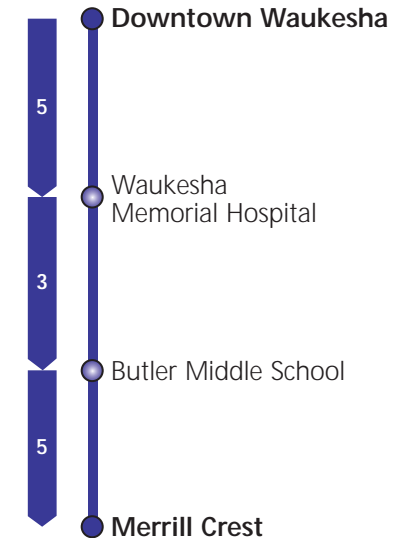 Downtown Waukesha
5
Waukesha
Memorial Hospital
3
Butler Middle School
5
Merrill Crest